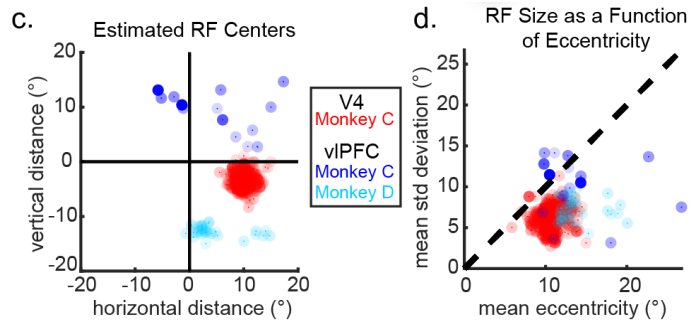 c.
Estimated RF Centers
vertical distance (°)
20
10
0
-10
-20
-20
-10
0
10
20
horizontal distance (°)
V4
Monkey C
vlPFC
Monkey C
Monkey D
d.
RF Size as a Function
of Eccentricity
mean std deviation (°)
25
20
15
10
5
0
0
10
20
mean eccentricity (°)